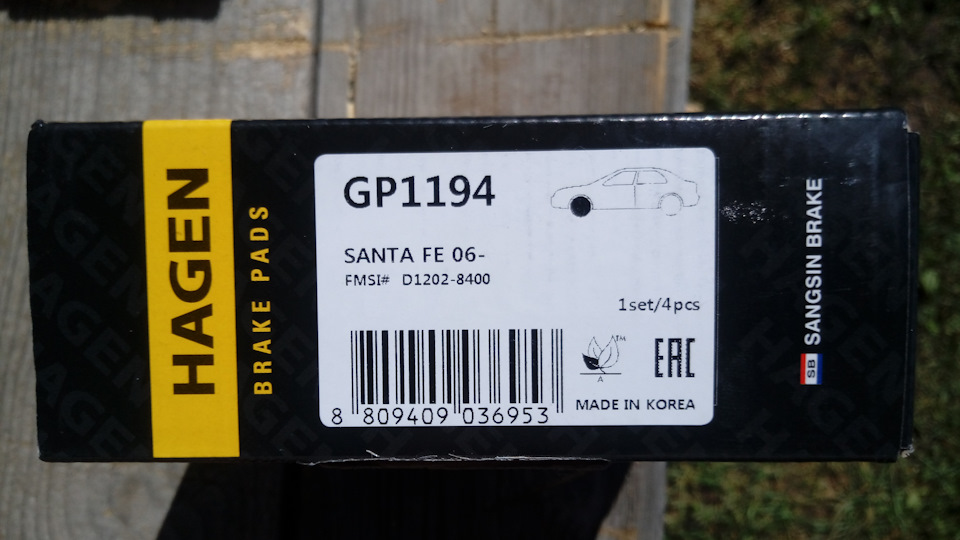 HAGEN
BRAKE PADS
GP1194
SANTA FE 06-
FMSI# D1202-8400
1set/4pcs
8 809409 036953
TM
A
EAC
MADE IN KOREA
SB SANGSIN BRAKE